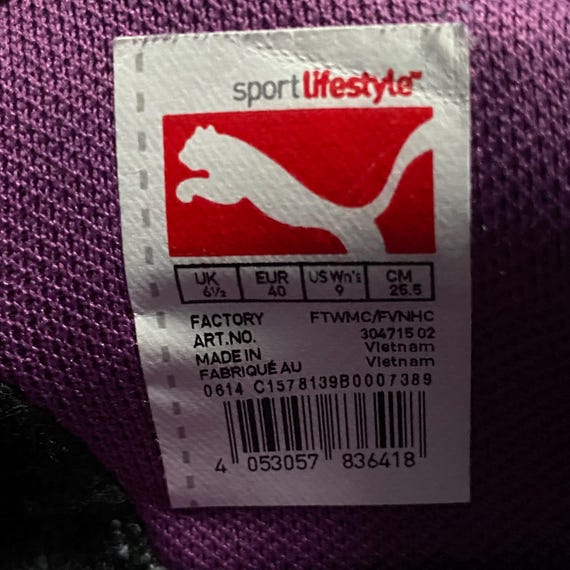 sportlifestyle™
UK EUR US Wn's CM
6½ 40 9 25.5
FACTORY FTWMC/FVNHC
ART.NO. 304715 02
MADE IN Vietnam
FABRIQUÉ AU Vietnam
0614 C1578139B0007389
4 053057 836418